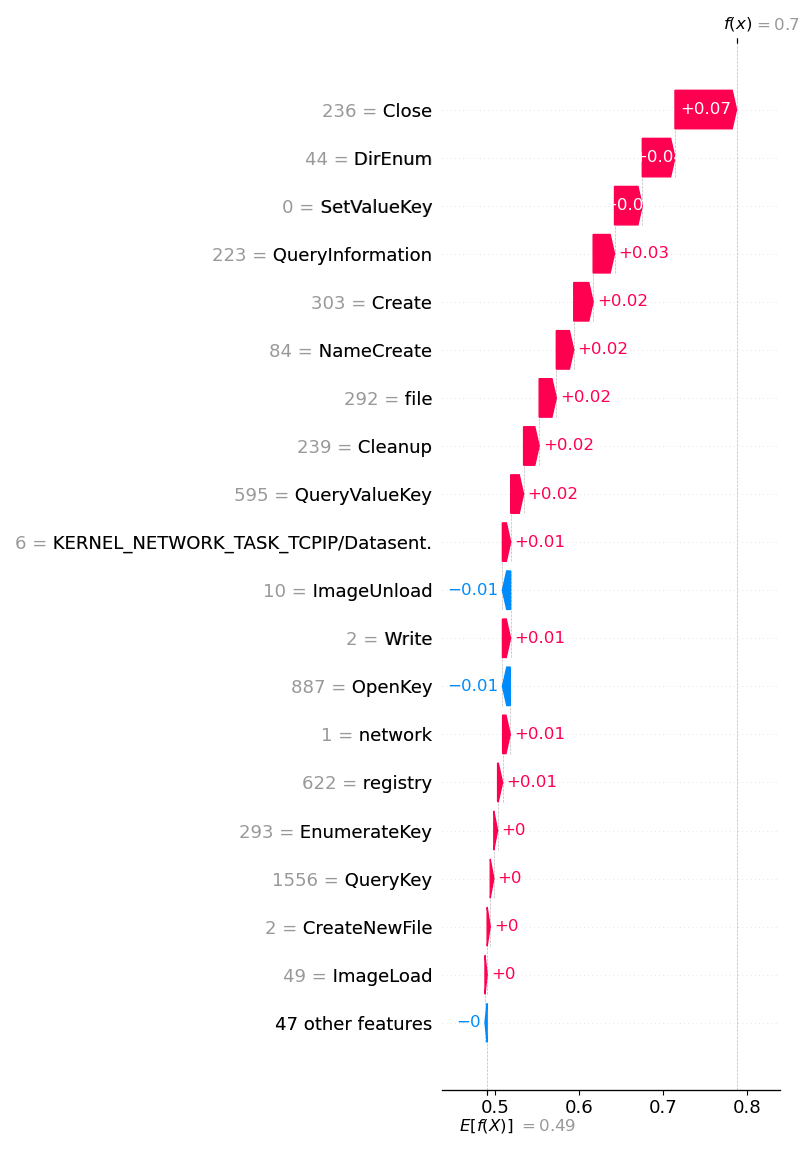 f(x) = 0.7
236 = Close +0.07
44 = DirEnum
0 = SetValueKey
223 = QueryInformation +0.03
303 = Create +0.02
84 = NameCreate +0.02
292 = file +0.02
239 = Cleanup +0.02
595 = QueryValueKey +0.02
6 = KERNEL_NETWORK_TASK_TCPIP/Datasent. +0.01
10 = ImageUnload −0.01
2 = Write +0.01
887 = OpenKey −0.01
1 = network +0.01
622 = registry +0.01
293 = EnumerateKey +0
1556 = QueryKey +0
2 = CreateNewFile +0
49 = ImageLoad +0
47 other features −0
0.5 0.6 0.7 0.8
E[f(X)] = 0.49